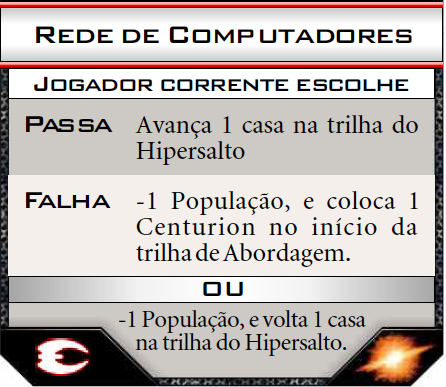 Rede de Computadores
Jogador corrente escolhe
Passa Avança 1 casa na trilha do
Hipersalto
Falha -1 População, e coloca 1
Centurion no início da
trilha de Abordagem.
OU
-1 População, e volta 1 casa
na trilha do Hipersalto.